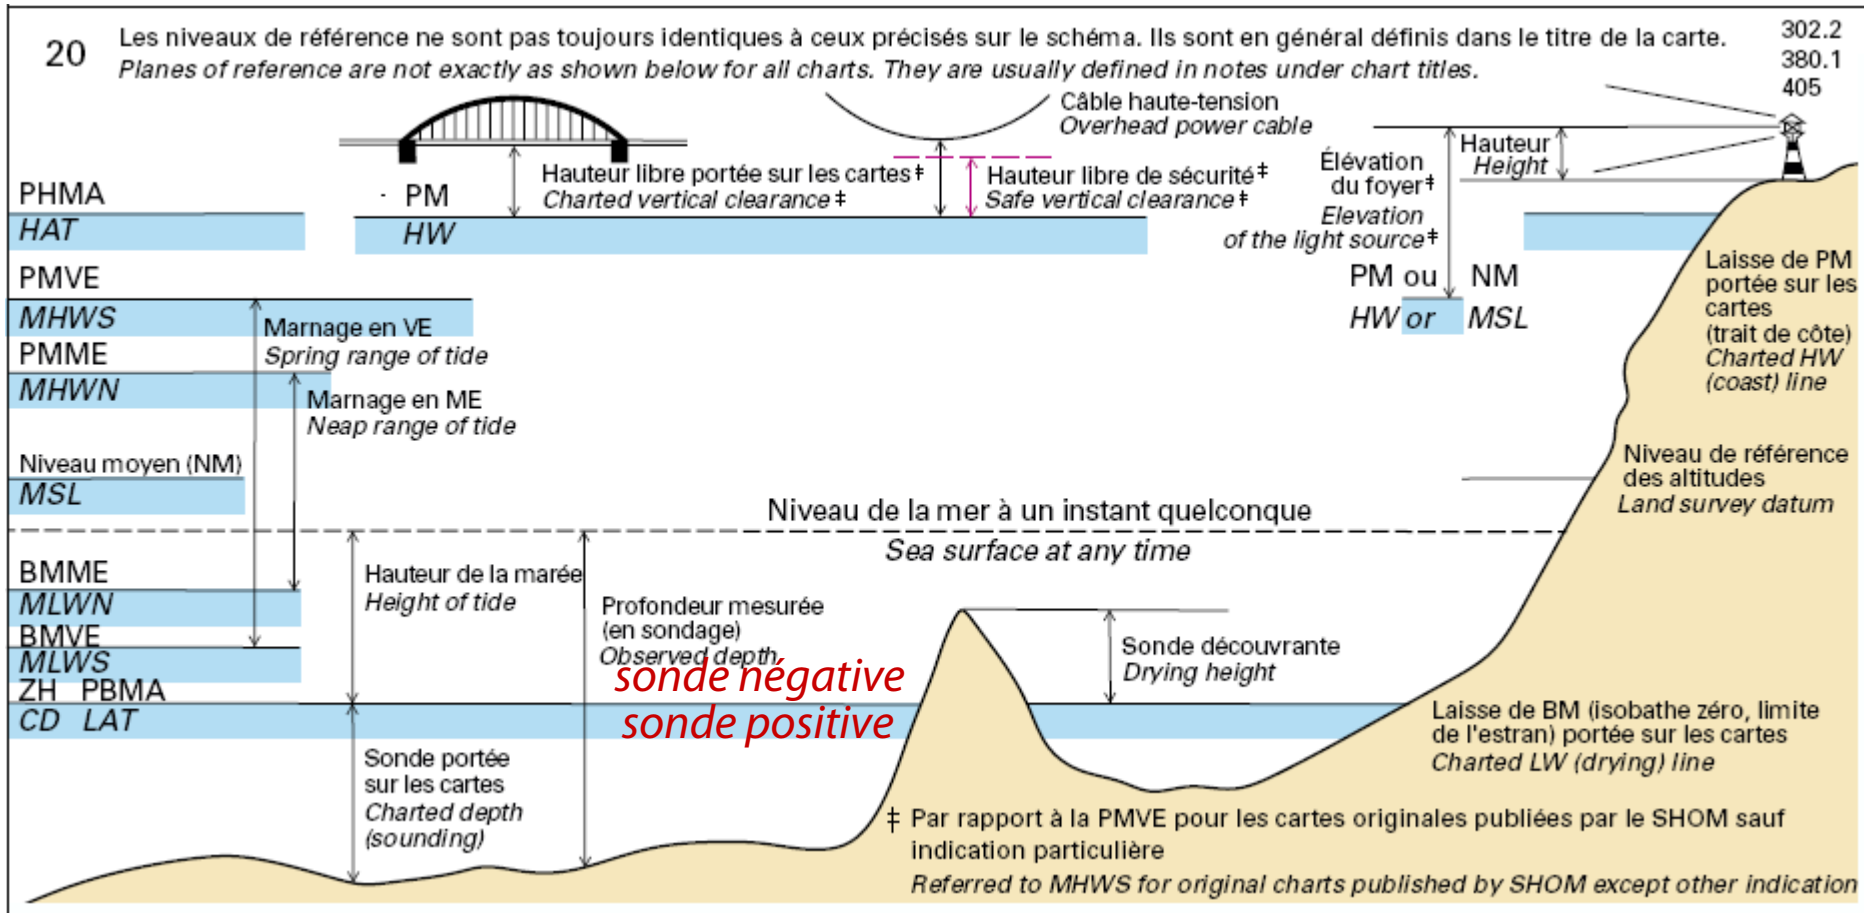 20
Les niveaux de référence ne sont pas toujours identiques à ceux précisés sur le schéma. Ils sont en général définis dans le titre de la carte.
Planes of reference are not exactly as shown below for all charts. They are usually defined in notes under chart titles.
302.2
380.1
405
Câble haute-tension
Overhead power cable
Hauteur libre portée sur les cartes ‡
Charted vertical clearance ‡
Hauteur libre de sécurité ‡
Safe vertical clearance ‡
Élévation
du foyer ‡
Elevation
of the light source ‡
Hauteur
Height
PHMA
HAT
· PM
HW
PM ou NM
HW or MSL
Laisse de PM
portée sur les
cartes
(trait de côte)
Charted HW
(coast) line
PMVE
MHWS
Marnage en VE
Spring range of tide
PMME
MHWN
Marnage en ME
Neap range of tide
Niveau moyen (NM)
MSL
Niveau de référence
des altitudes
Land survey datum
Niveau de la mer à un instant quelconque
Sea surface at any time
BMME
MLWN
Hauteur de la marée
Height of tide
Profondeur mesurée
(en sondage)
Observed depth
BMVE
MLWS
Sonde découvrante
Drying height
sonde négative
sonde positive
ZH PBMA
CD LAT
Laisse de BM (isobathe zéro, limite
de l'estran) portée sur les cartes
Charted LW (drying) line
Sonde portée
sur les cartes
Charted depth
(sounding)
‡ Par rapport à la PMVE pour les cartes originales publiées par le SHOM sauf
indication particulière
Referred to MHWS for original charts published by SHOM except other indication